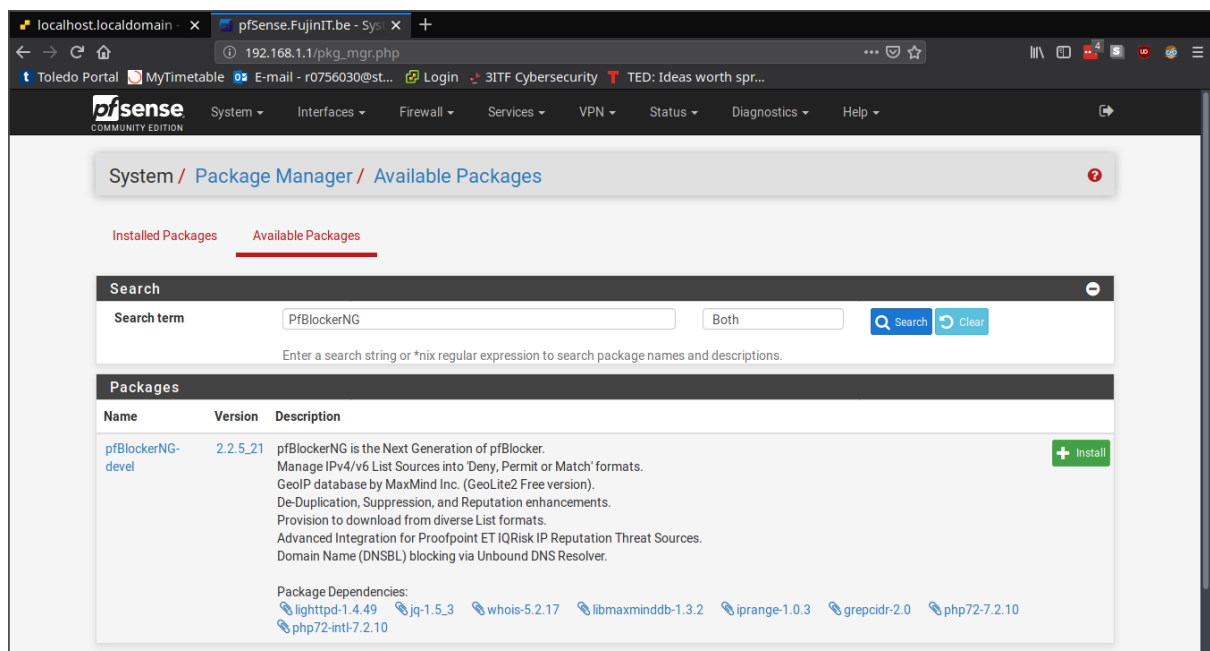 localhost.localdomain - × pfSense.FujinIT.be - Syst × +
192.168.1.1/pkg_mgr.php ••• 4 S
t Toledo Portal MyTimetable E-mail - r0756030@st... Login 3ITF Cybersecurity TED: Ideas worth spr...
pfsense System Interfaces Firewall Services VPN Status Diagnostics Help
COMMUNITY EDITION
System / Package Manager / Available Packages
Installed Packages Available Packages
Search
Search term PfBlockerNG Both Search Clear
Enter a search string or *nix regular expression to search package names and descriptions.
Packages
Name Version Description
pfBlockerNG- 2.2.5_21 pfBlockerNG is the Next Generation of pfBlocker. Install
devel Manage IPv4/v6 List Sources into 'Deny, Permit or Match' formats.
GeoIP database by MaxMind Inc. (GeoLite2 Free version).
De-Duplication, Suppression, and Reputation enhancements.
Provision to download from diverse List formats.
Advanced Integration for Proofpoint ET IQRisk IP Reputation Threat Sources.
Domain Name (DNSBL) blocking via Unbound DNS Resolver.
Package Dependencies:
lighttpd-1.4.49 jq-1.5_3 whois-5.2.17 libmaxminddb-1.3.2 iprange-1.0.3 grepcidr-2.0 php72-7.2.10
php72-intl-7.2.10